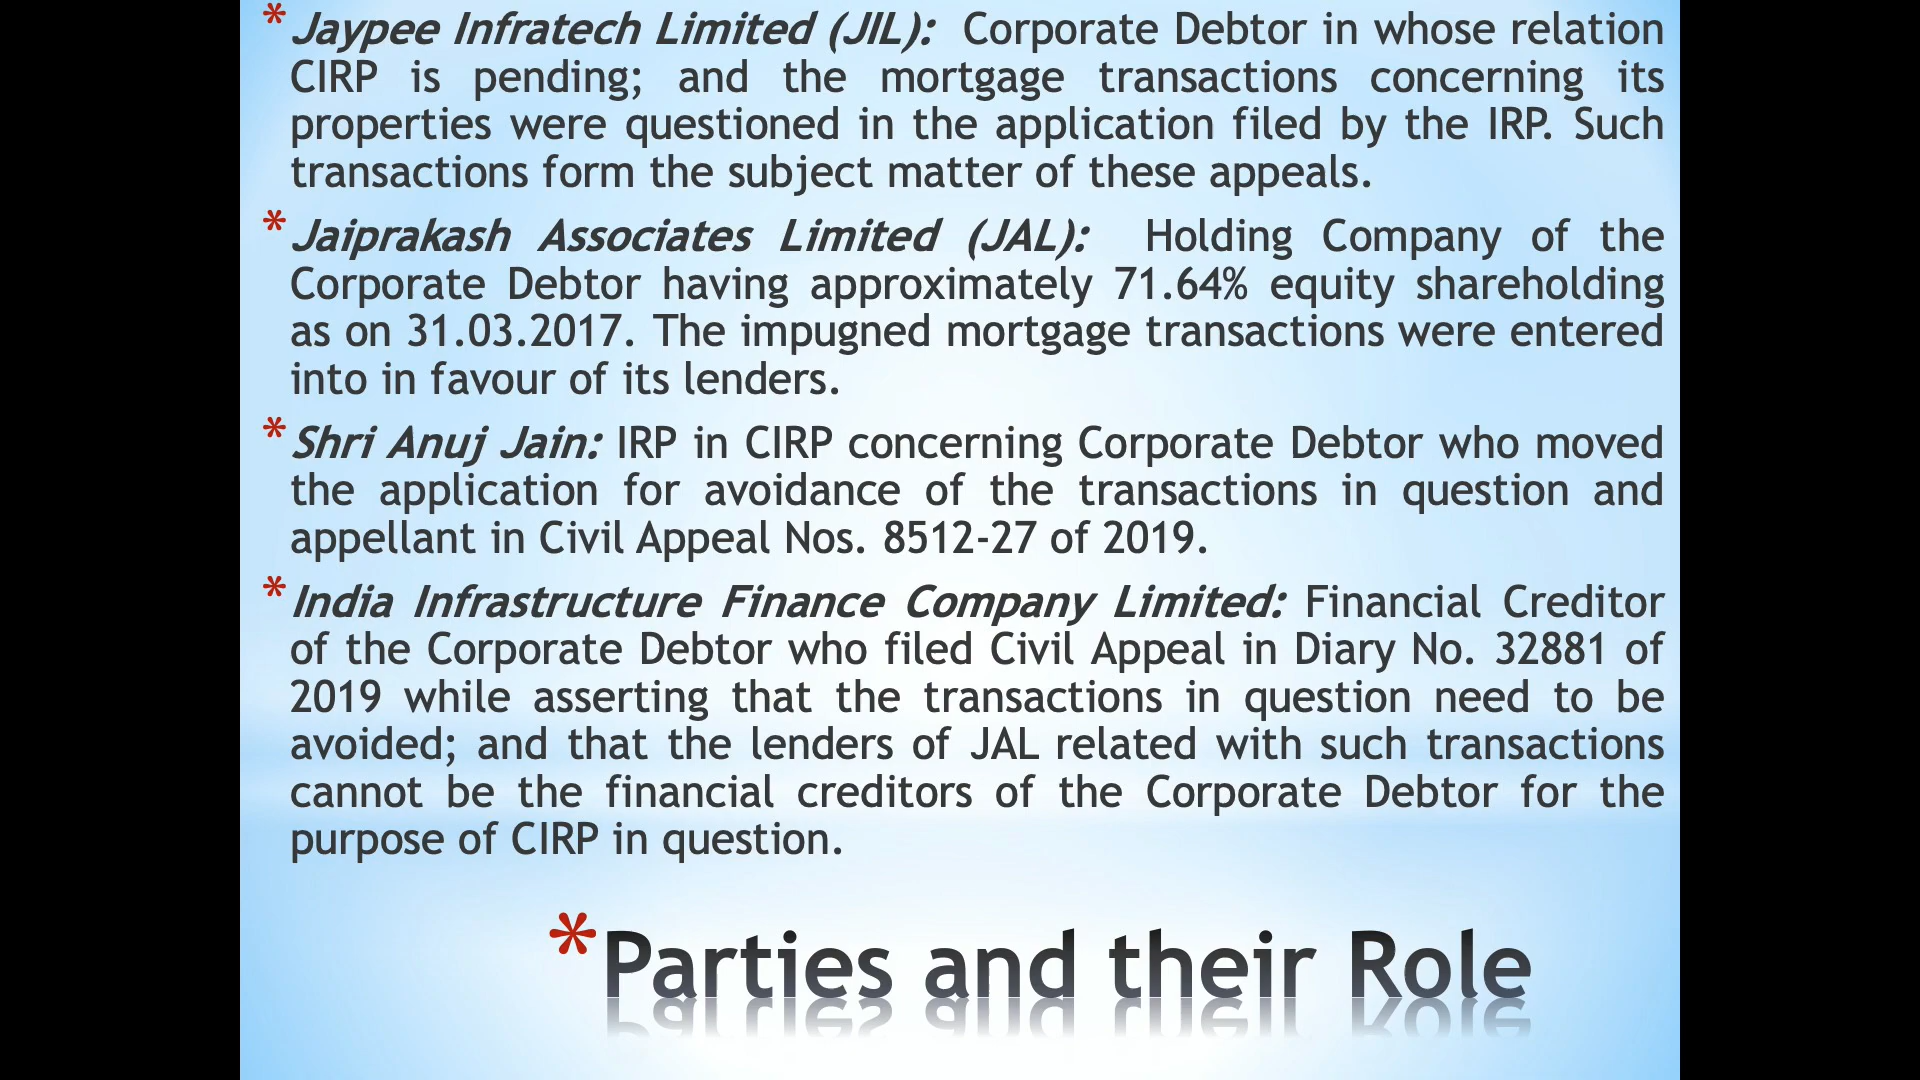 * Jaypee Infratech Limited (JIL): Corporate Debtor in whose relation
CIRP is pending; and the mortgage transactions concerning its
properties were questioned in the application filed by the IRP. Such
transactions form the subject matter of these appeals.
* Jaiprakash Associates Limited (JAL): Holding Company of the
Corporate Debtor having approximately 71.64% equity shareholding
as on 31.03.2017. The impugned mortgage transactions were entered
into in favour of its lenders.
* Shri Anuj Jain: IRP in CIRP concerning Corporate Debtor who moved
the application for avoidance of the transactions in question and
appellant in Civil Appeal Nos. 8512-27 of 2019.
* India Infrastructure Finance Company Limited: Financial Creditor
of the Corporate Debtor who filed Civil Appeal in Diary No. 32881 of
2019 while asserting that the transactions in question need to be
avoided; and that the lenders of JAL related with such transactions
cannot be the financial creditors of the Corporate Debtor for the
purpose of CIRP in question.
* Parties and their Role